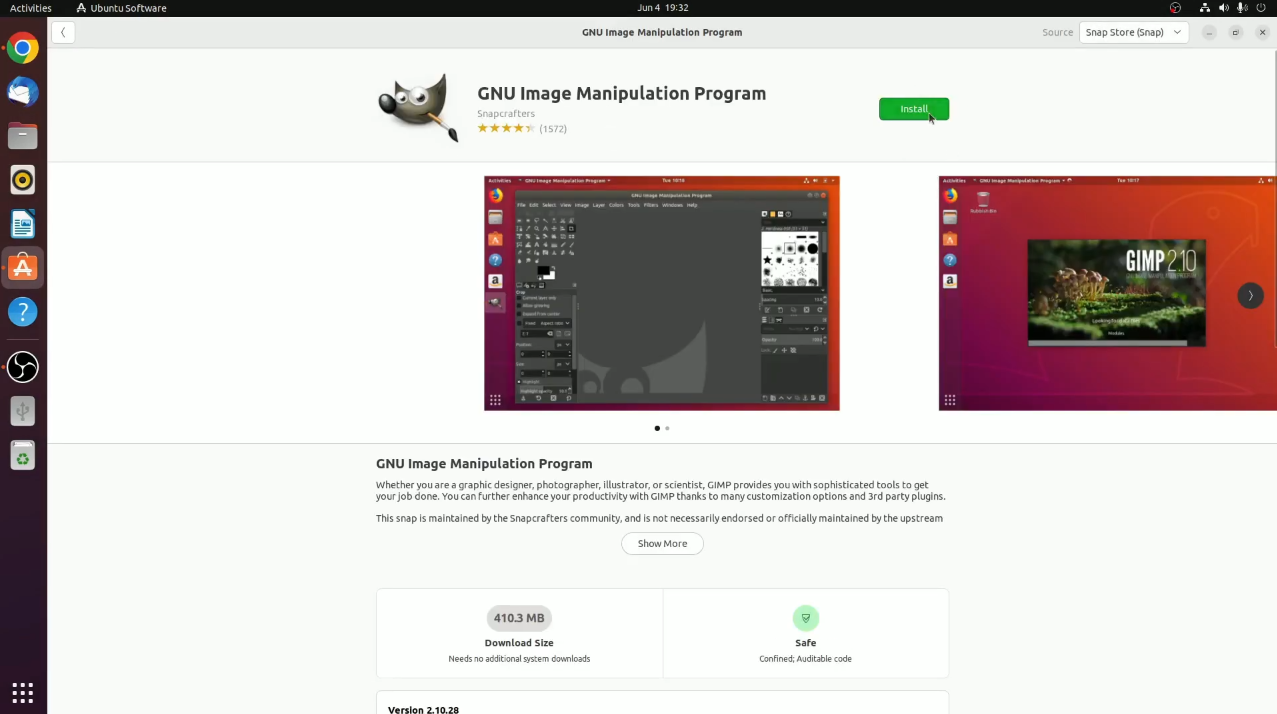 Activities
Ubuntu Software
Jun 4 19:32
GNU Image Manipulation Program
Source
Snap Store (Snap)
GNU Image Manipulation Program
Snapcrafters
(1572)
Install
Activities
GNU Image Manipulation Program
Tue 10:16
GNU Image Manipulation Program
File Edit Select View Image Layer Colors Tools Filters Windows Help
Activities
GNU Image Manipulation Program
Tue 10:17
Rubbish Bin
GIMP 2.10
GNU IMAGE MANIPULATION PROGRAM
GNU Image Manipulation Program
Whether you are a graphic designer, photographer, illustrator, or scientist, GIMP provides you with sophisticated tools to get
your job done. You can further enhance your productivity with GIMP thanks to many customization options and 3rd party plugins.
This snap is maintained by the Snapcrafters community, and is not necessarily endorsed or officially maintained by the upstream
Show More
410.3 MB
Download Size
Needs no additional system downloads
Safe
Confined; Auditable code
Version 2.10.28